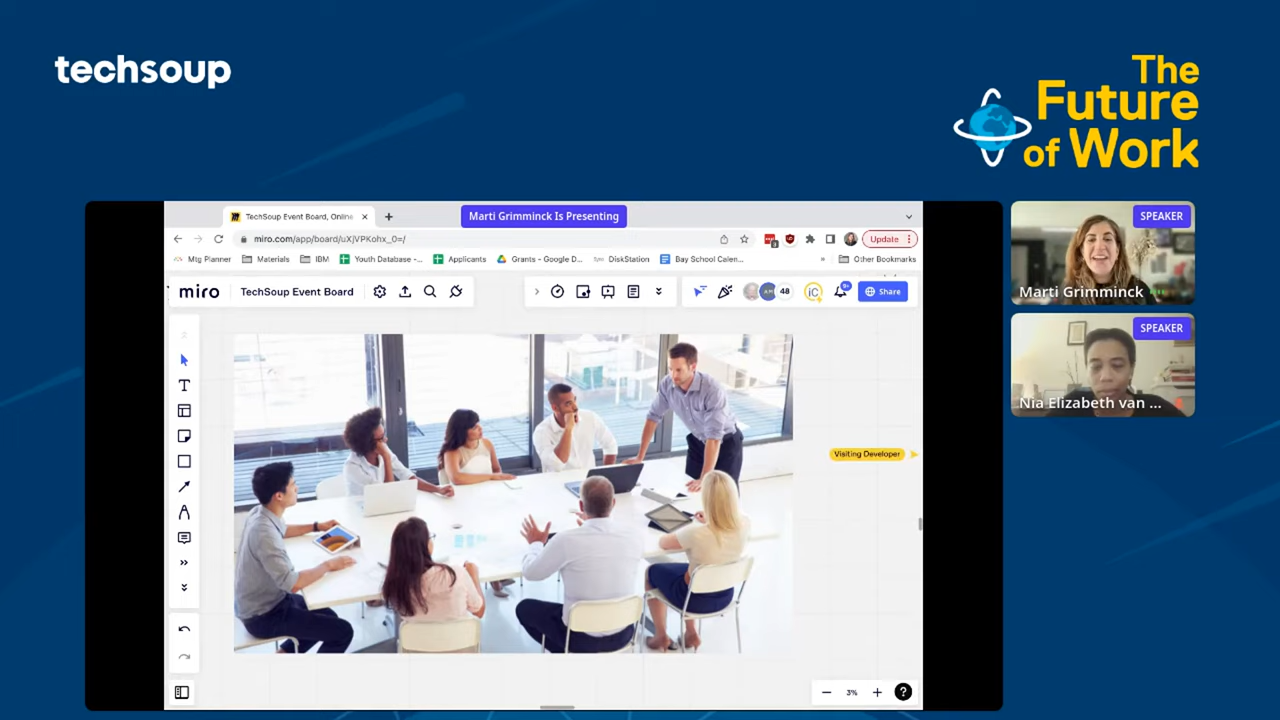 techsoup
The
Future
of Work
TechSoup Event Board, Online
Marti Grimminck Is Presenting
miro.com/app/board/uXjVPKohx_0=/
Update
Mtg Planner
Materials
IBM
Youth Database -...
Applicants
Grants - Google D...
DiskStation
Bay School Calen...
»
Other Bookmarks
miro
TechSoup Event Board
48
iC
9+
Share
T
Visiting Developer
3%
?
SPEAKER
Marti Grimminck
SPEAKER
Nia Elizabeth van ...